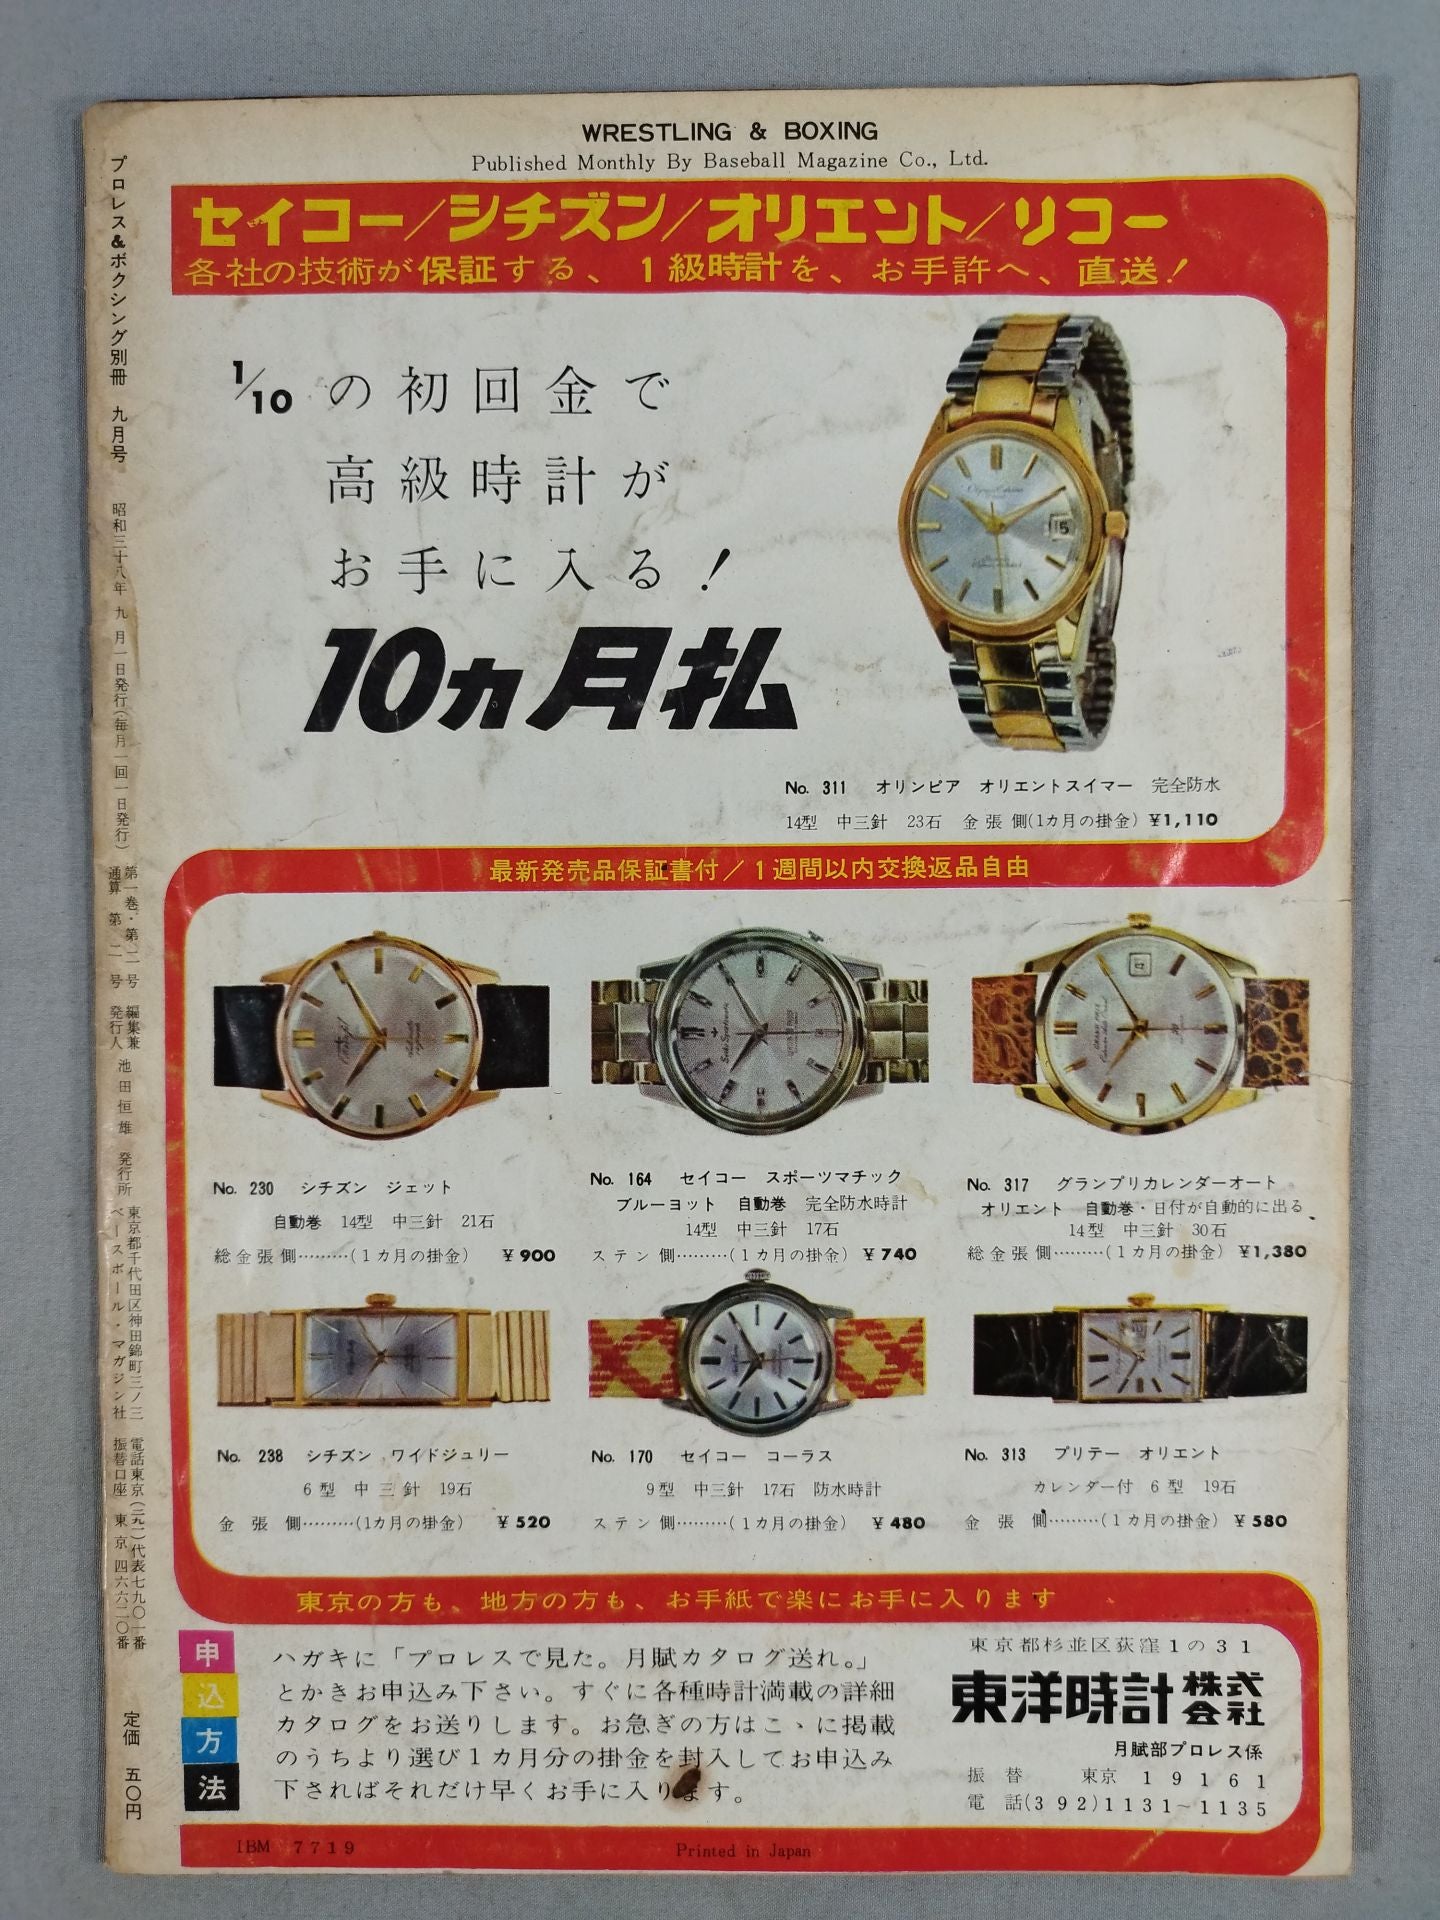 WRESTLING & BOXING
Published Monthly By Baseball Magazine Co., Ltd.
セイコー/シチズン/オリエント/リコー
各社の技術が保証する、1級時計を、お手許へ、直送!
1/10の初回金で
高級時計が
お手に入る!
10ヵ月払
No. 311 オリンピア オリエントスイマー 完全防水
14型 中三針 23石 金張側(1カ月の掛金) ¥1,110
最新発売品保証書付/1週間以内交換返品自由
No. 230 シチズン ジェット
自動巻 14型 中三針 21石
総金張側………(1カ月の掛金) ¥900
No. 164 セイコー スポーツマチック
ブルーヨット 自動巻 完全防水時計
14型 中三針 17石
ステン側………(1カ月の掛金) ¥740
No. 317 グランプリカレンダーオート
オリエント 自動巻・日付が自動的に出る
14型 中三針 30石
総金張側………(1カ月の掛金) ¥1,380
No. 238 シチズン ワイドジュリー
6型 中三針 19石
金張側………(1カ月の掛金) ¥520
No. 170 セイコー コーラス
9型 中三針 17石 防水時計
ステン側………(1カ月の掛金) ¥480
No. 313 プリテー オリエント
カレンダー付 6型 19石
金張側………(1カ月の掛金) ¥580
東京の方も、地方の方も、お手紙で楽にお手に入ります
申込方法
ハガキに「プロレスで見た。月賦カタログ送れ。」
とかきお申込み下さい。すぐに各種時計満載の詳細
カタログをお送りします。お急ぎの方はこゝに掲載
のうちより選び1カ月分の掛金を封入してお申込み
下さればそれだけ早くお手に入ります。
東京都杉並区荻窪1の31
東洋時計株式会社
月賦部プロレス係
振替 東京 19161
電話(392)1131~1135
IBM 7719
Printed in Japan
プロレス&ボクシング別冊 九月号 昭和三十八年九月一日発行(毎月一回一日発行)
第一巻・第二号
通算 第二号
編集兼
発行人 池田恒雄
発行所 東京都千代田区神田錦町三ノ三
ベースボール・マガジン社
電話東京(二九一)代表七九〇一番
振替口座 東京 四六六二〇番
定価 五〇円